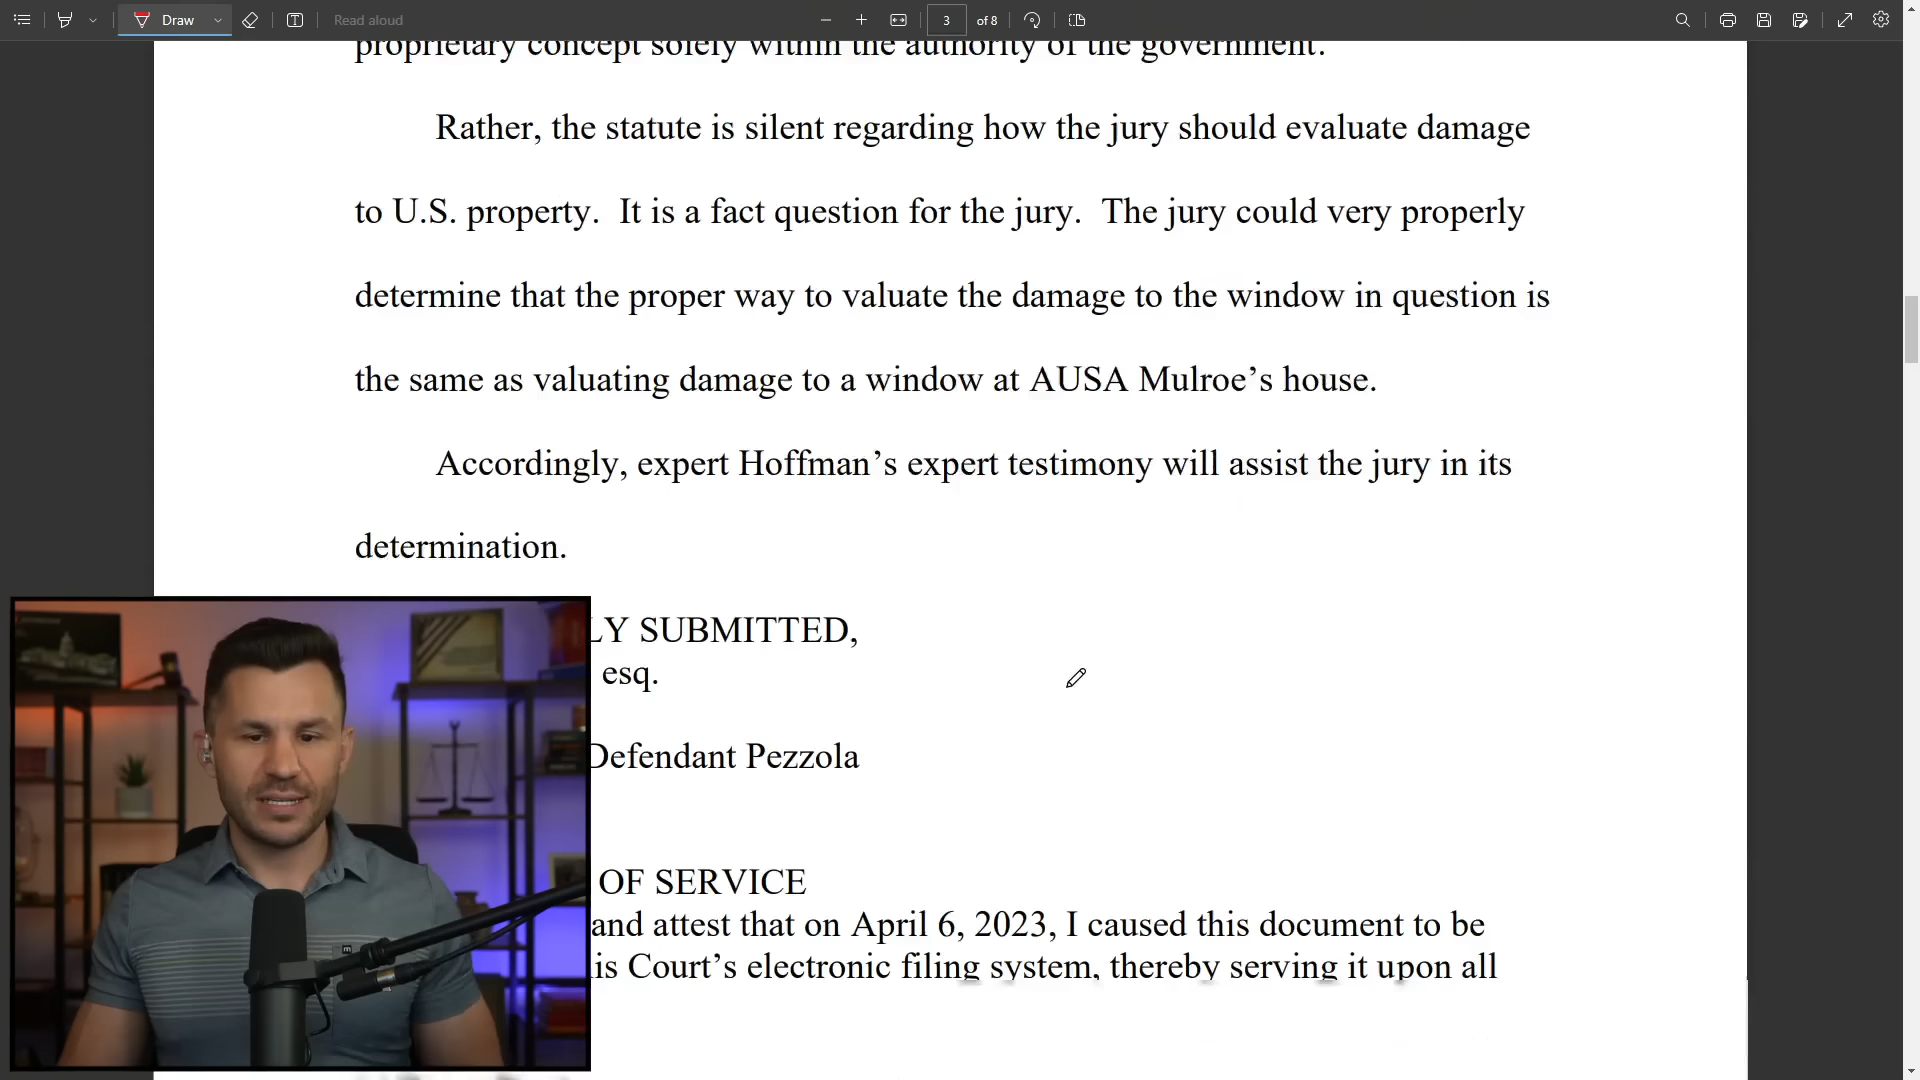 Draw
Read aloud
3 of 8
proprietary concept solely within the authority of the government.
Rather, the statute is silent regarding how the jury should evaluate damage
to U.S. property.  It is a fact question for the jury.  The jury could very properly
determine that the proper way to valuate the damage to the window in question is
the same as valuating damage to a window at AUSA Mulroe’s house.
Accordingly, expert Hoffman’s expert testimony will assist the jury in its
determination.
LY SUBMITTED,
esq.
Defendant Pezzola
OF SERVICE
and attest that on April 6, 2023, I caused this document to be
is Court’s electronic filing system, thereby serving it upon all